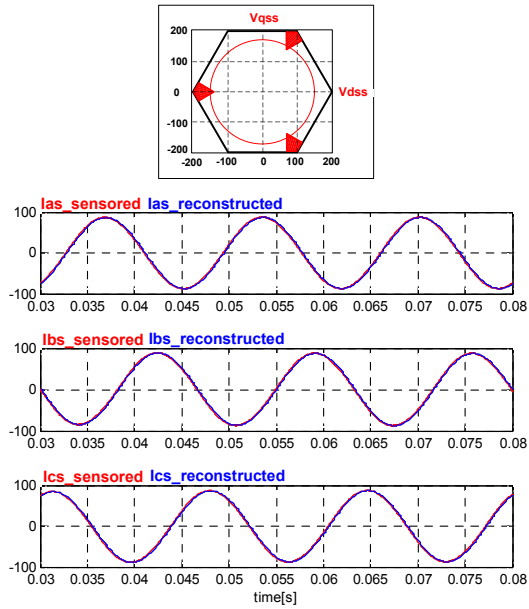 Vqss
200
100
0
-100
-200
Vdss
-200 -100 0 100 200
Ias_sensored Ias_reconstructed
100
0
-100
0.03 0.035 0.04 0.045 0.05 0.055 0.06 0.065 0.07 0.075 0.08
Ibs_sensored Ibs_reconstructed
100
0
-100
0.03 0.035 0.04 0.045 0.05 0.055 0.06 0.065 0.07 0.075 0.08
Ics_sensored Ics_reconstructed
100
0
-100
0.03 0.035 0.04 0.045 0.05 0.055 0.06 0.065 0.07 0.075 0.08
time[s]